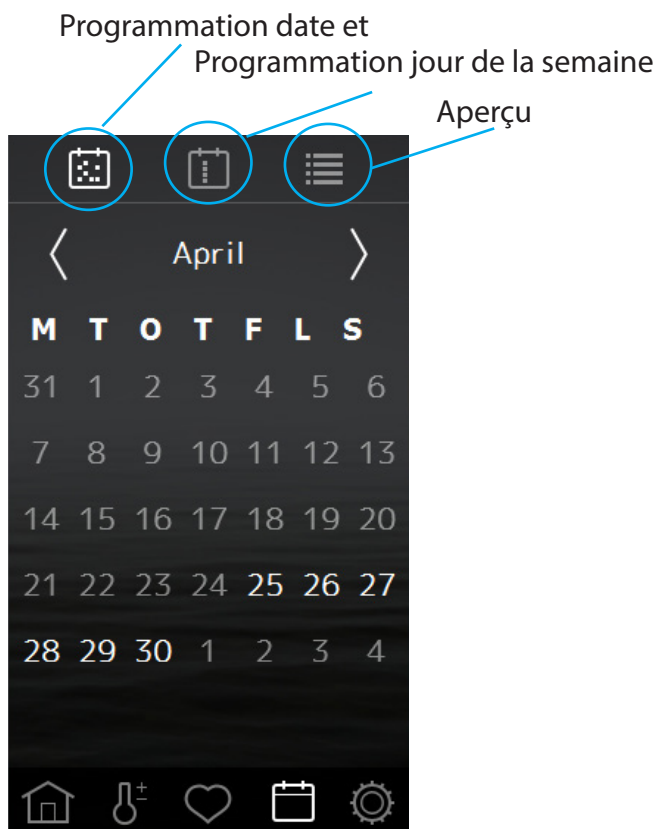 Programmation date et
Programmation jour de la semaine
Aperçu
April
M T O T F L S
31 1 2 3 4 5 6
7 8 9 10 11 12 13
14 15 16 17 18 19 20
21 22 23 24 25 26 27
28 29 30 1 2 3 4